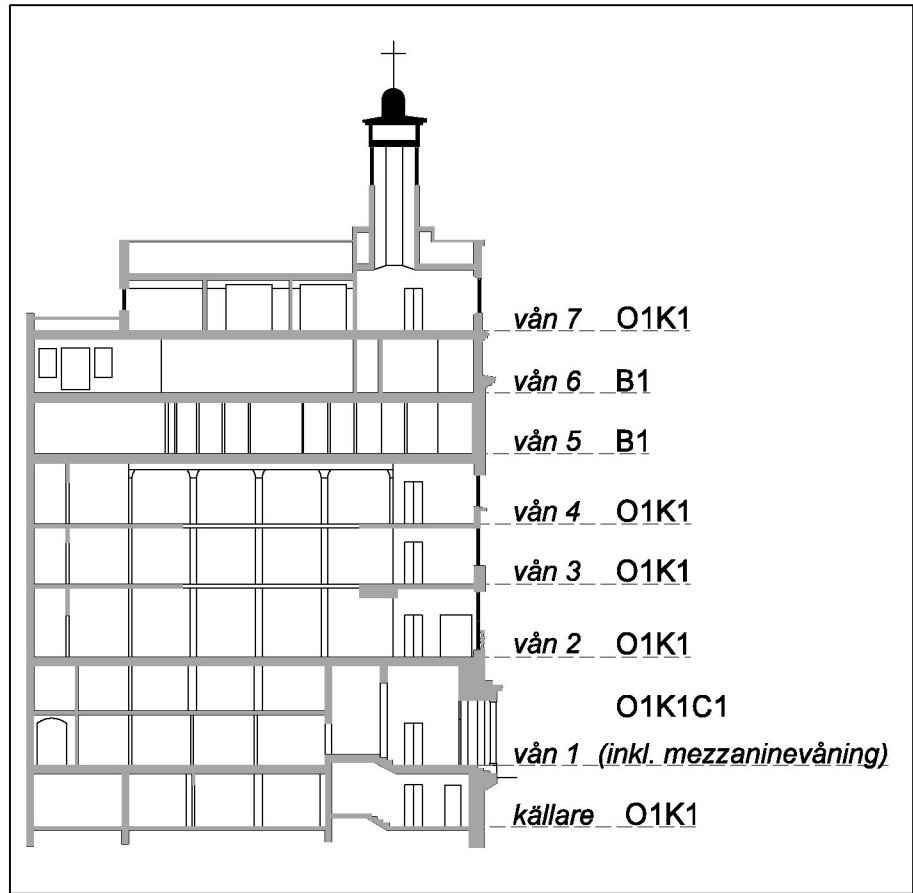 vån 7 O1K1
vån 6 B1
vån 5 B1
vån 4 O1K1
vån 3 O1K1
vån 2 O1K1
O1K1C1
vån 1 (inkl. mezzaninevåning)
källare O1K1